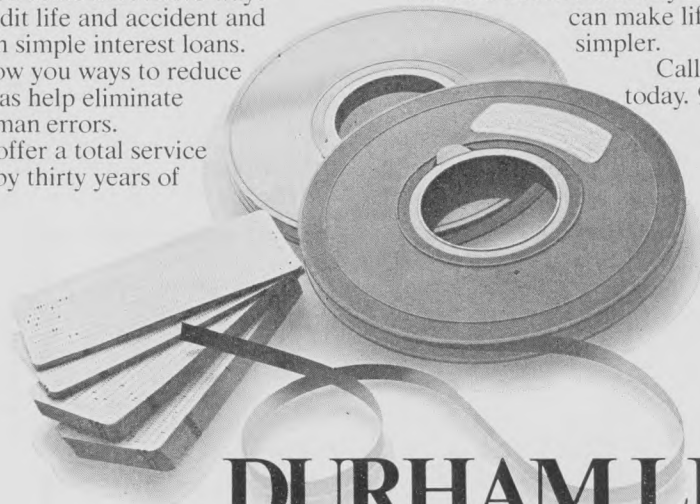 dit life and accident and
simple interest loans.
ow you ways to reduce
as help eliminate
man errors.
offer a total service
by thirty years of
can make lif
simpler.
Call
today.
DURHAM